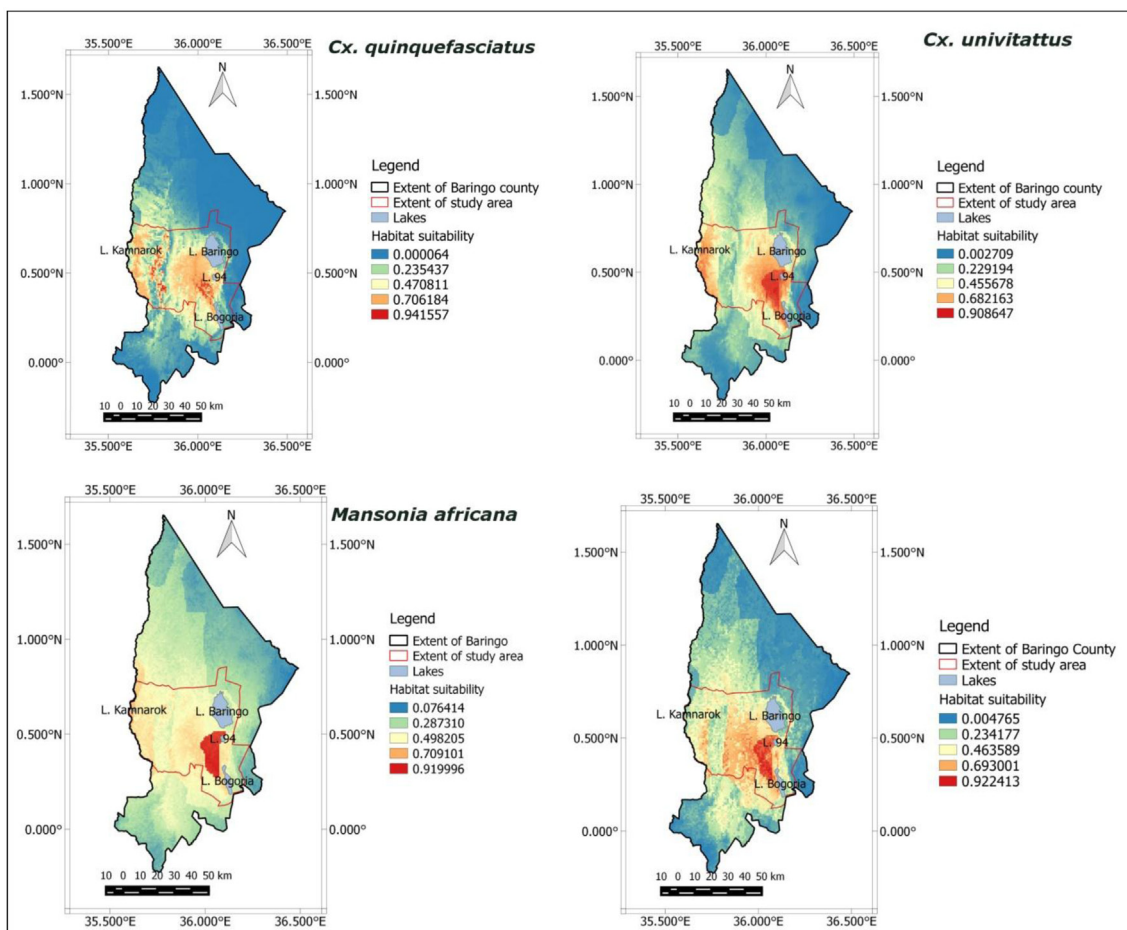 Cx. quinquefasciatus
35.500°E 36.000°E 36.500°E
N
1.500°N 1.500°N
1.000°N 1.000°N
0.500°N 0.500°N
0.000° 0.000°
L. Kamnarok
L. Baringo
L. 94
L. Bogoria
10 0 10 20 30 40 50 km
35.500°E 36.000°E 36.500°E
Legend
Extent of Baringo county
Extent of study area
Lakes
Habitat suitability
0.000064
0.235437
0.470811
0.706184
0.941557
Cx. univitattus
35.500°E 36.000°E 36.500°E
N
1.500°N 1.500°N
1.000°N 1.000°N
0.500°N 0.500°N
0.000° 0.000°
L. Kamnarok
L. Baringo
L. 94
L. Bogoria
10 0 10 20 30 40 50 km
35.500°E 36.000°E 36.500°E
Legend
Extent of Baringo county
Extent of study area
Lakes
Habitat suitability
0.002709
0.229194
0.455678
0.682163
0.908647
Mansonia africana
35.500°E 36.000°E 36.500°E
N
1.500°N 1.500°N
1.000°N 1.000°N
0.500°N 0.500°N
0.000° 0.000°
L. Kamnarok
L. Baringo
L. 94
L. Bogoria
10 0 10 20 30 40 50 km
35.500°E 36.000°E 36.500°E
Legend
Extent of Baringo
Extent of study area
Lakes
Habitat suitability
0.076414
0.287310
0.498205
0.709101
0.919996
35.500°E 36.000°E 36.500°E
N
1.500°N 1.500°N
1.000°N 1.000°N
0.500°N 0.500°N
0.000° 0.000°
L. Kamnarok
L. Baringo
L. 94
L. Bogoria
10 0 10 20 30 40 50 km
35.500°E 36.000°E 36.500°E
Legend
Extent of Baringo County
Extent of study area
Lakes
Habitat suitability
0.004765
0.234177
0.463589
0.693001
0.922413